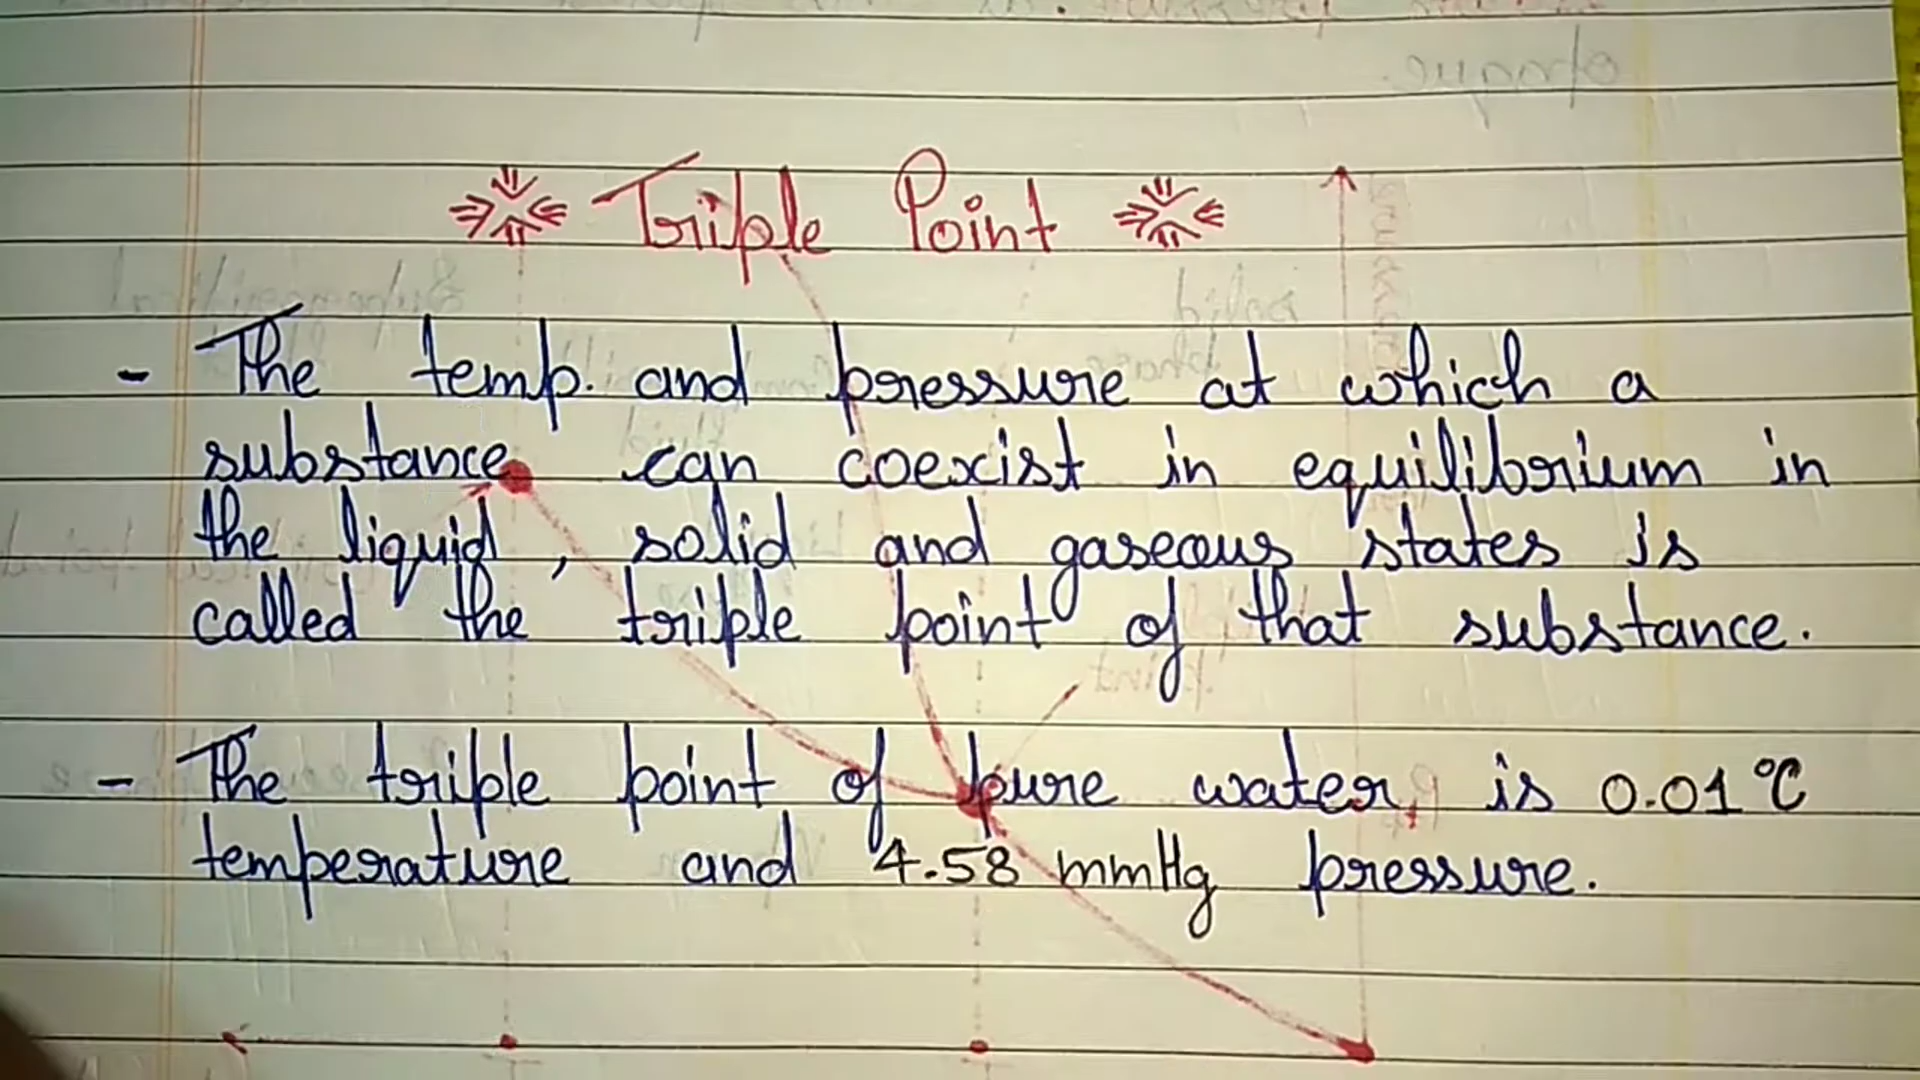 Triple Point
- The temp. and pressure at which a
substance can coexist in equilibrium in
the liquid, solid and gaseous states is
called the triple point of that substance.
- The triple point of pure water, is 0.01 °C
temperature and 4.58 mmHg pressure.